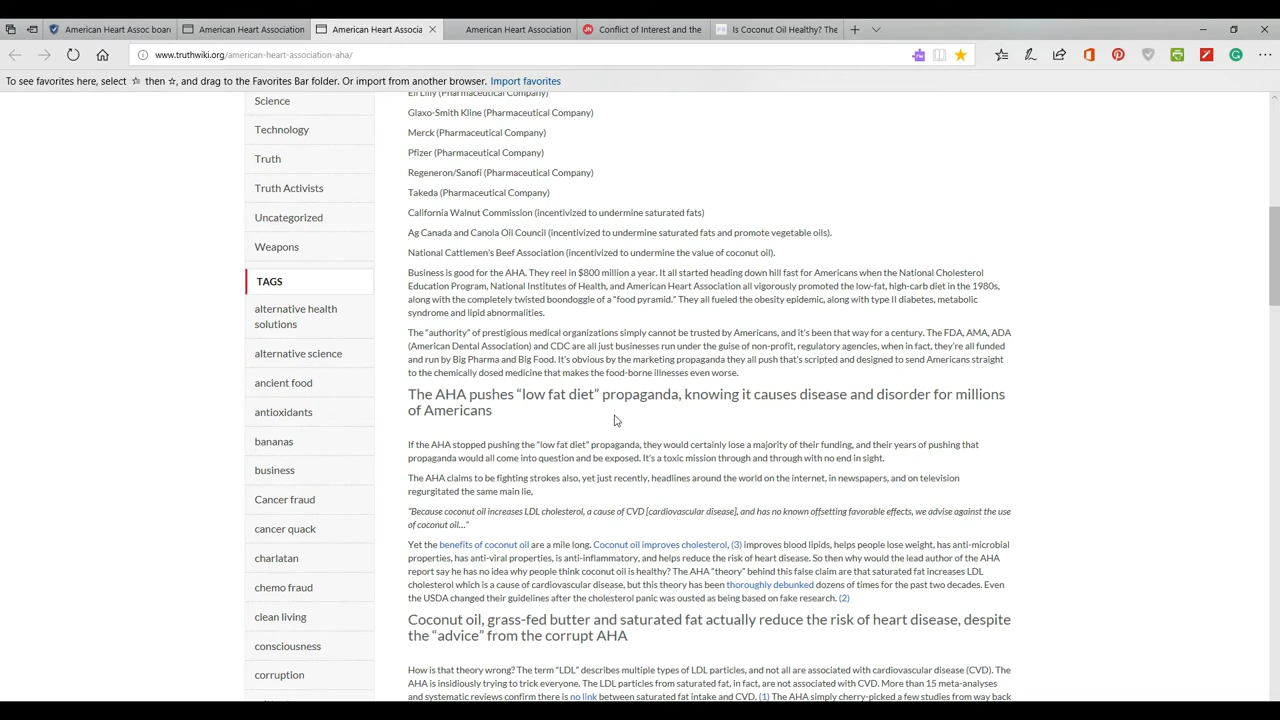 American Heart Assoc board
American Heart Association
American Heart Associa
American Heart Association
Conflict of Interest and the
Is Coconut Oil Healthy? The
www.truthwiki.org/american-heart-association-aha/
To see favorites here, select ☆ then ☆, and drag to the Favorites Bar folder. Or import from another browser. Import favorites
Science
Technology
Truth
Truth Activists
Uncategorized
Weapons
TAGS
alternative health
solutions
alternative science
ancient food
antioxidants
bananas
business
Cancer fraud
cancer quack
charlatan
chemo fraud
clean living
consciousness
corruption
Eli Lilly (Pharmaceutical Company)
Glaxo-Smith Kline (Pharmaceutical Company)
Merck (Pharmaceutical Company)
Pfizer (Pharmaceutical Company)
Regeneron/Sanofi (Pharmaceutical Company)
Takeda (Pharmaceutical Company)
California Walnut Commission (incentivized to undermine saturated fats)
Ag Canada and Canola Oil Council (incentivized to undermine saturated fats and promote vegetable oils).
National Cattlemen's Beef Association (incentivized to undermine the value of coconut oil).
Business is good for the AHA. They reel in $800 million a year. It all started heading down hill fast for Americans when the National Cholesterol
Education Program, National Institutes of Health, and American Heart Association all vigorously promoted the low-fat, high-carb diet in the 1980s,
along with the completely twisted boondoggle of a "food pyramid." They all fueled the obesity epidemic, along with type II diabetes, metabolic
syndrome and lipid abnormalities.
The "authority" of prestigious medical organizations simply cannot be trusted by Americans, and it's been that way for a century. The FDA, AMA, ADA
(American Dental Association) and CDC are all just businesses run under the guise of non-profit, regulatory agencies, when in fact, they're all funded
and run by Big Pharma and Big Food. It's obvious by the marketing propaganda they all push that's scripted and designed to send Americans straight
to the chemically dosed medicine that makes the food-borne illnesses even worse.
The AHA pushes "low fat diet" propaganda, knowing it causes disease and disorder for millions
of Americans
If the AHA stopped pushing the "low fat diet" propaganda, they would certainly lose a majority of their funding, and their years of pushing that
propaganda would all come into question and be exposed. It's a toxic mission through and through with no end in sight.
The AHA claims to be fighting strokes also, yet just recently, headlines around the world on the internet, in newspapers, and on television
regurgitated the same main lie,
"Because coconut oil increases LDL cholesterol, a cause of CVD [cardiovascular disease], and has no known offsetting favorable effects, we advise against the use
of coconut oil..."
Yet the benefits of coconut oil are a mile long. Coconut oil improves cholesterol, (3) improves blood lipids, helps people lose weight, has anti-microbial
properties, has anti-viral properties, is anti-inflammatory, and helps reduce the risk of heart disease. So then why would the lead author of the AHA
report say he has no idea why people think coconut oil is healthy? The AHA "theory" behind this false claim are that saturated fat increases LDL
cholesterol which is a cause of cardiovascular disease, but this theory has been thoroughly debunked dozens of times for the past two decades. Even
the USDA changed their guidelines after the cholesterol panic was ousted as being based on fake research. (2)
Coconut oil, grass-fed butter and saturated fat actually reduce the risk of heart disease, despite
the "advice" from the corrupt AHA
How is that theory wrong? The term "LDL" describes multiple types of LDL particles, and not all are associated with cardiovascular disease (CVD). The
AHA is insidiously trying to trick everyone. The LDL particles from saturated fat, in fact, are not associated with CVD. More than 15 meta-analyses
and systematic reviews confirm there is no link between saturated fat intake and CVD. (1) The AHA simply cherry-picked a few studies from way back